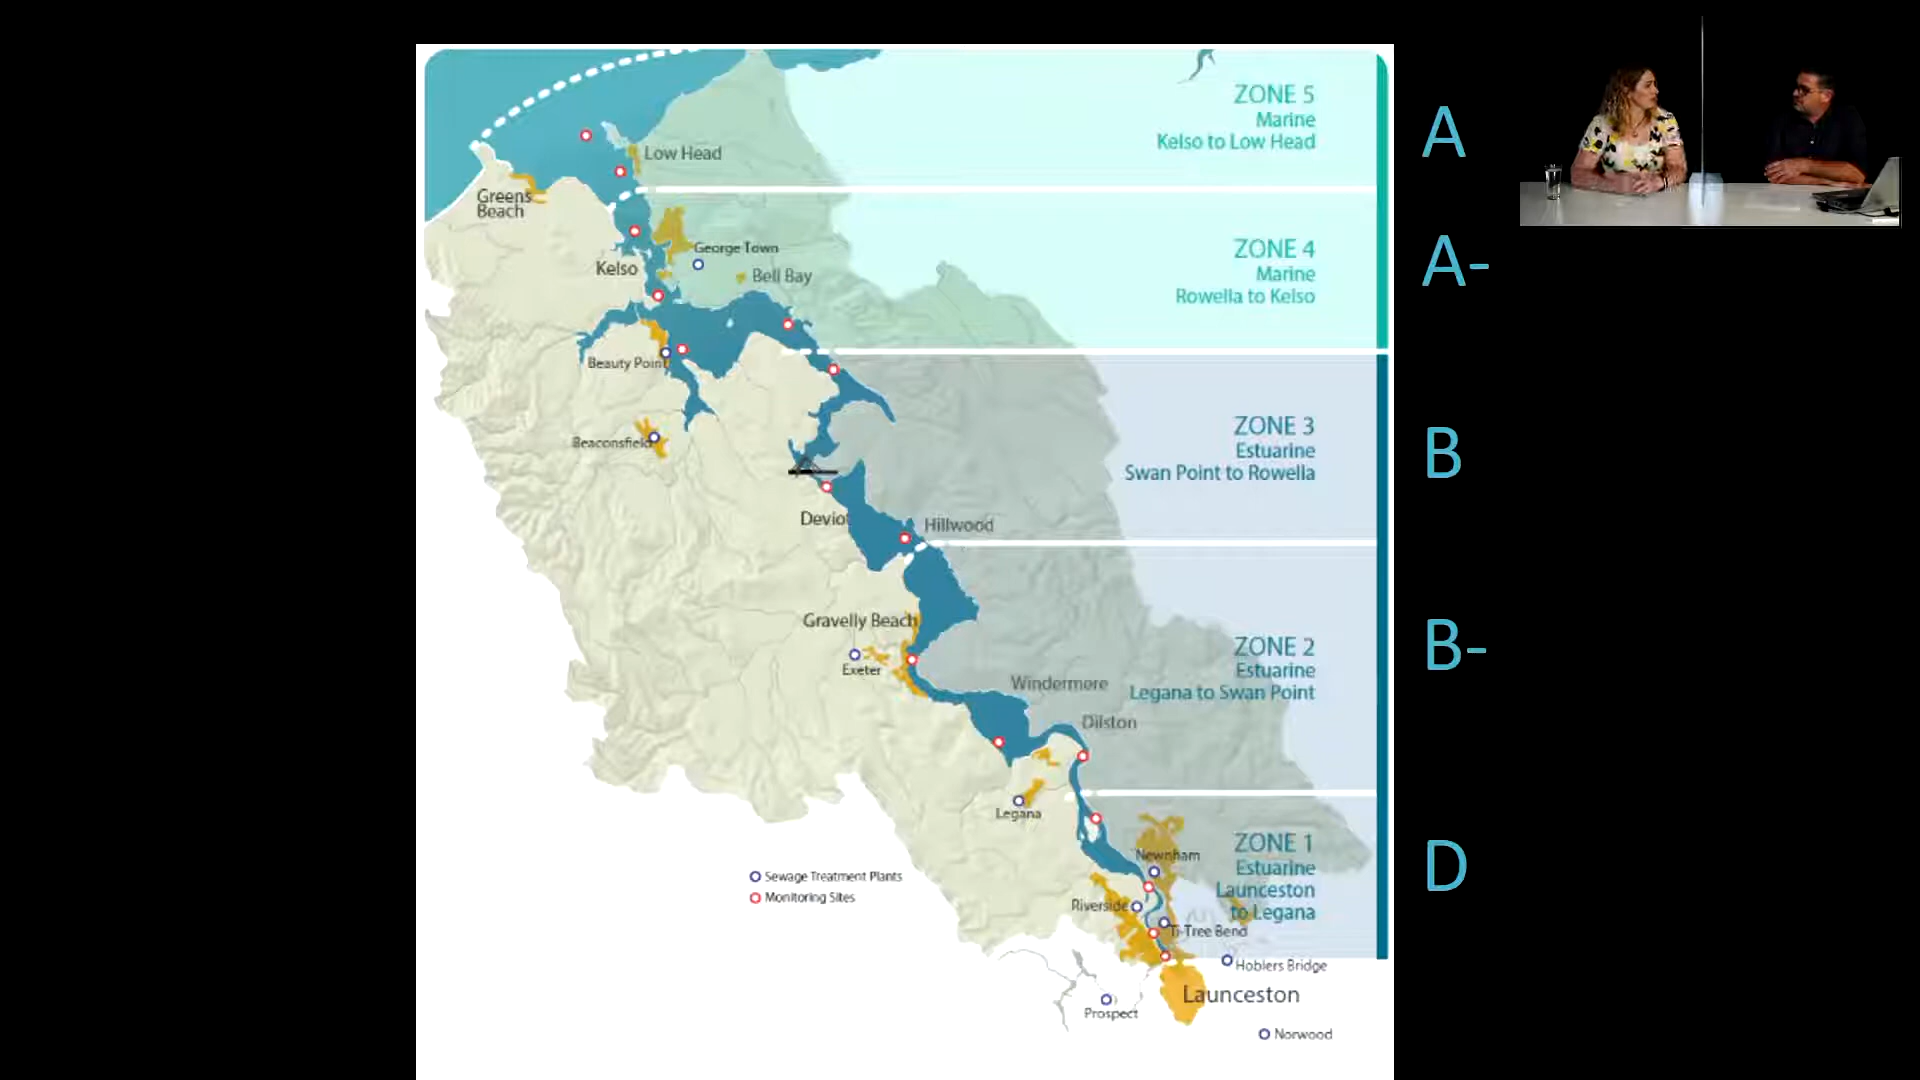 ZONE 5
Marine
Kelso to Low Head
A
Low Head
Greens
Beach
George Town
ZONE 4
Marine
Rowella to Kelso
A-
Kelso
Bell Bay
Beauty Point
ZONE 3
Estuarine
Swan Point to Rowella
B
Beaconsfield
Deviot
Hillwood
Gravelly Beach
ZONE 2
Estuarine
Legana to Swan Point
B-
Exeter
Windermere
Dilston
Legana
ZONE 1
Estuarine
Launceston
to Legana
D
Newnham
Sewage Treatment Plants
Monitoring Sites
Riverside
Ti-Tree Bend
Hoblers Bridge
Launceston
Prospect
Norwood